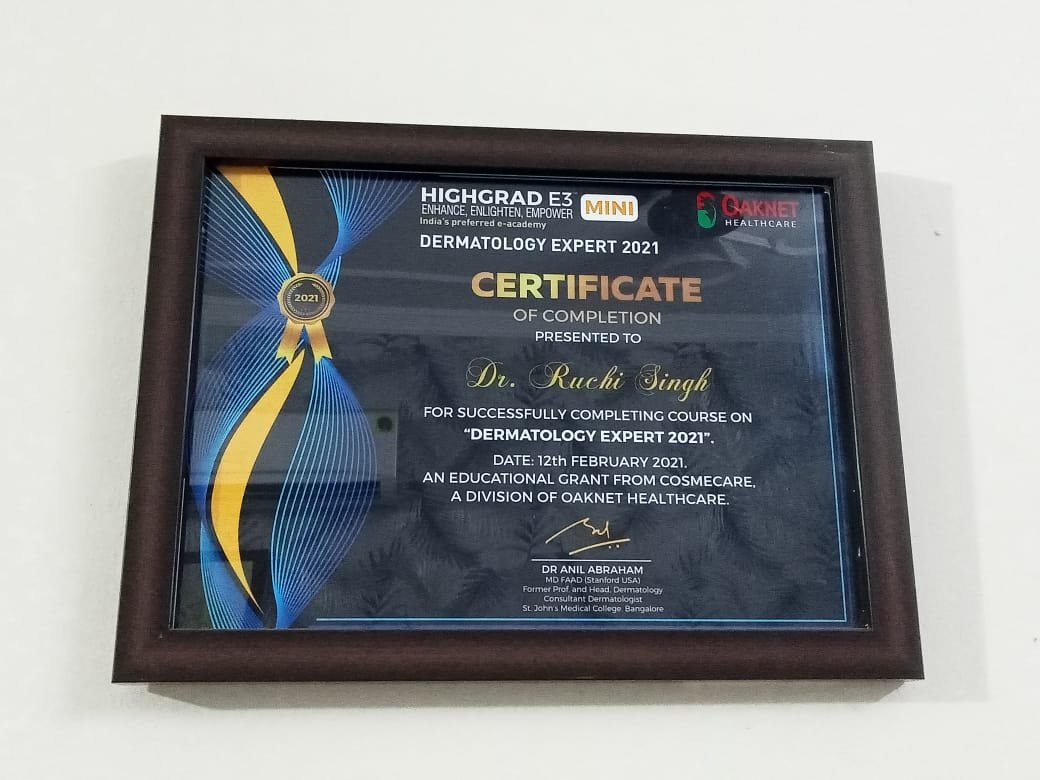 HIGHGRAD E3™ MINI
ENHANCE, ENLIGHTEN, EMPOWER
India's preferred e-academy
OAKNET
HEALTHCARE
DERMATOLOGY EXPERT 2021
2021
CERTIFICATE
OF COMPLETION
PRESENTED TO
Dr. Ruchi Singh
FOR SUCCESSFULLY COMPLETING COURSE ON
“DERMATOLOGY EXPERT 2021”.
DATE: 12th FEBRUARY 2021.
AN EDUCATIONAL GRANT FROM COSMECARE,
A DIVISION OF OAKNET HEALTHCARE.
DR ANIL ABRAHAM
MD FAAD (Stanford USA)
Former Prof. and Head, Dermatology
Consultant Dermatologist
St. John's Medical College, Bangalore